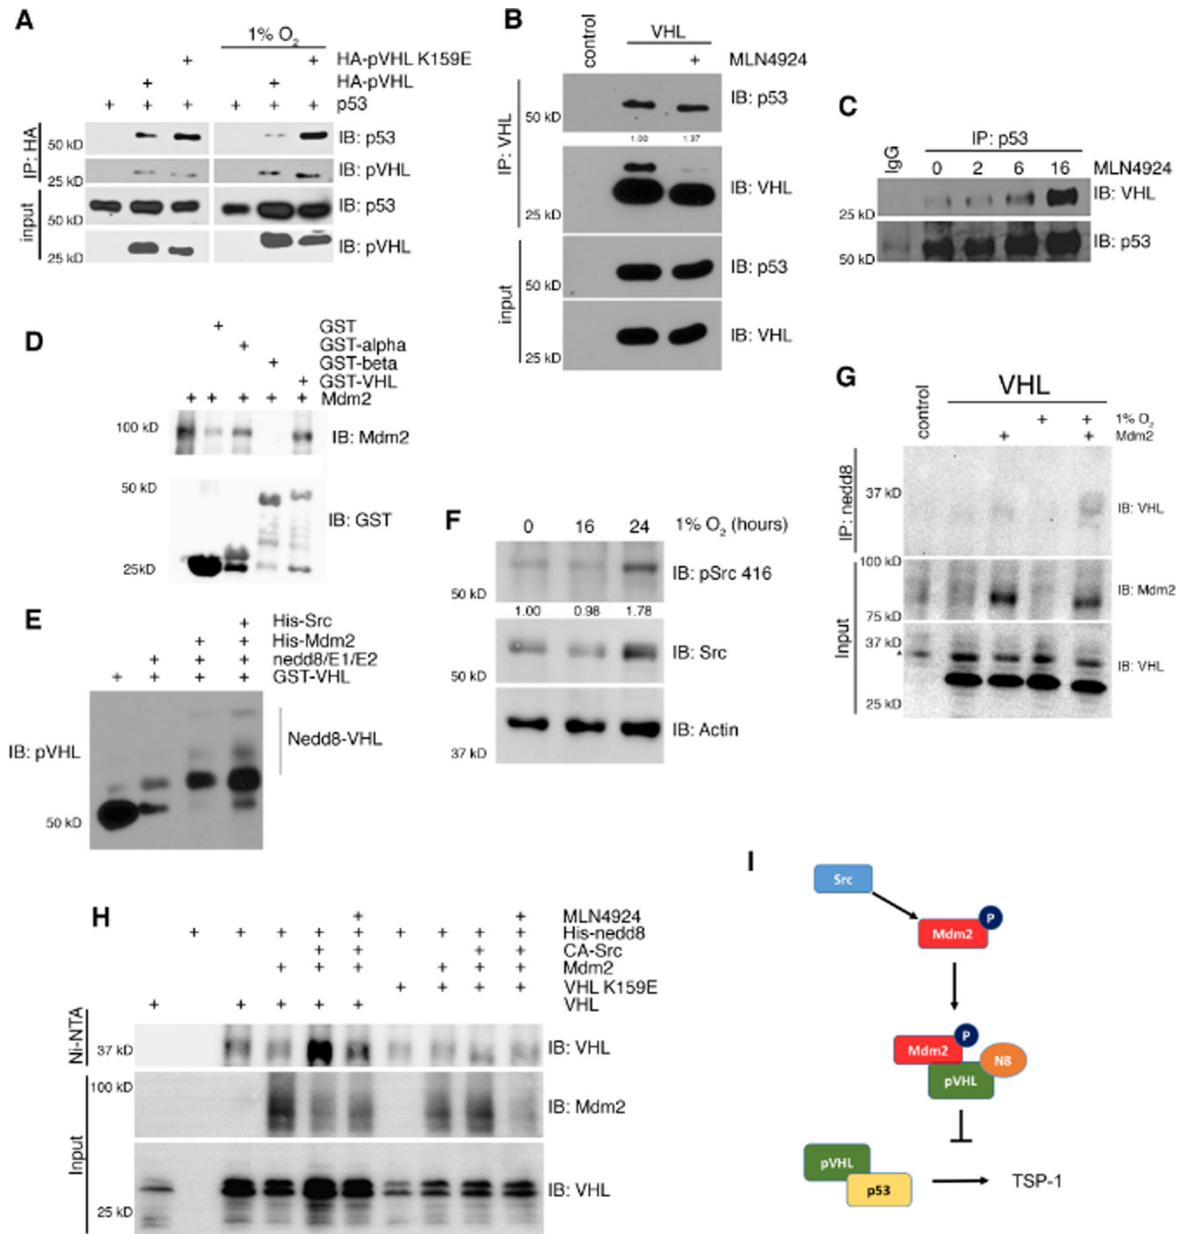 A
1% O2
+ + HA-pVHL K159E
+ + HA-pVHL
+ + + + + + p53
IP: HA
50 kD
IB: p53
25 kD
IB: pVHL
input
50 kD
IB: p53
25 kD
IB: pVHL
B
control
VHL
+ MLN4924
IP: VHL
50 kD
IB: p53
1.00 1.37
IB: VHL
25 kD
input
50 kD
IB: p53
IB: VHL
25 kD
C
IgG
IP: p53
0 2 6 16 MLN4924
25 kD
IB: VHL
50 kD
IB: p53
D
+ GST
+ GST-alpha
+ GST-beta
+ GST-VHL
+ + + + + Mdm2
100 kD
IB: Mdm2
50 kD
IB: GST
25kD
E
+ His-Src
+ + His-Mdm2
+ + + nedd8/E1/E2
+ + + + GST-VHL
IB: pVHL
Nedd8-VHL
50 kD
F
0 16 24 1% O2 (hours)
IB: pSrc 416
50 kD
1.00 0.98 1.78
IB: Src
50 kD
IB: Actin
37 kD
G
control
VHL
+ + 1% O2
+ + Mdm2
IP: nedd8
37 kD
IB: VHL
Input
100 kD
IB: Mdm2
75 kD
37 kD
IB: VHL
25 kD
H
+ + MLN4924
+ + + + + + + + + His-nedd8
+ + + + CA-Src
+ + + + + + Mdm2
+ + + + VHL K159E
+ + + + + VHL
Ni-NTA
37 kD
IB: VHL
Input
100 kD
IB: Mdm2
IB: VHL
25 kD
I
Src
P
Mdm2
P
Mdm2
N8
pVHL
pVHL
p53
TSP-1